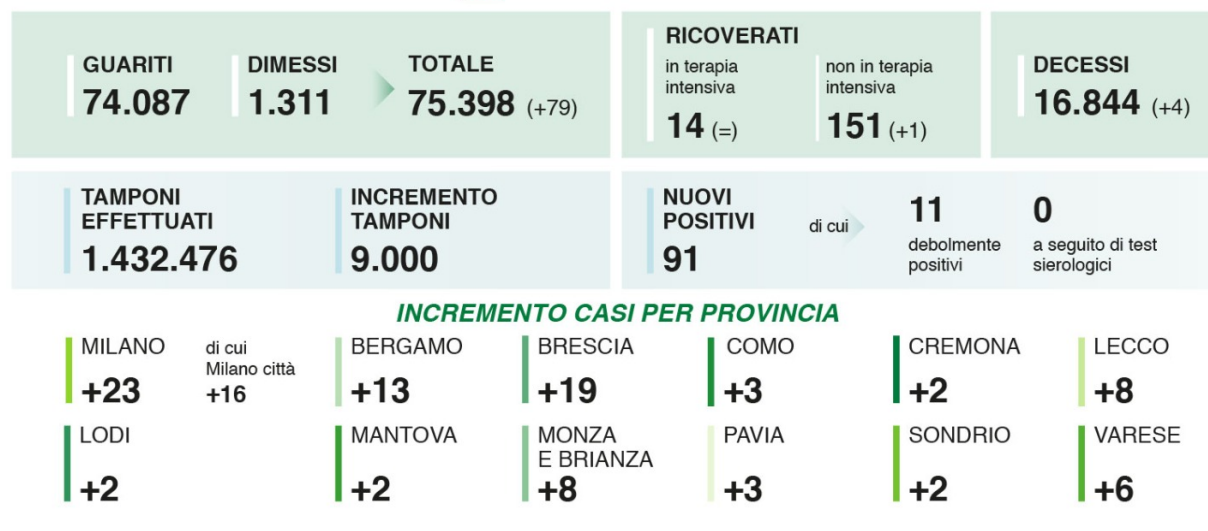 GUARITI
74.087
DIMESSI
1.311
TOTALE
75.398 (+79)
RICOVERATI
in terapia
intensiva
14 (=)
non in terapia
intensiva
151 (+1)
DECESSI
16.844 (+4)
TAMPONI
EFFETTUATI
1.432.476
INCREMENTO
TAMPONI
9.000
NUOVI
POSITIVI
91
di cui
11
debolmente
positivi
0
a seguito di test
sierologici
INCREMENTO CASI PER PROVINCIA
MILANO
+23
di cui
Milano città
+16
BERGAMO
+13
BRESCIA
+19
COMO
+3
CREMONA
+2
LECCO
+8
LODI
+2
MANTOVA
+2
MONZA
E BRIANZA
+8
PAVIA
+3
SONDRIO
+2
VARESE
+6